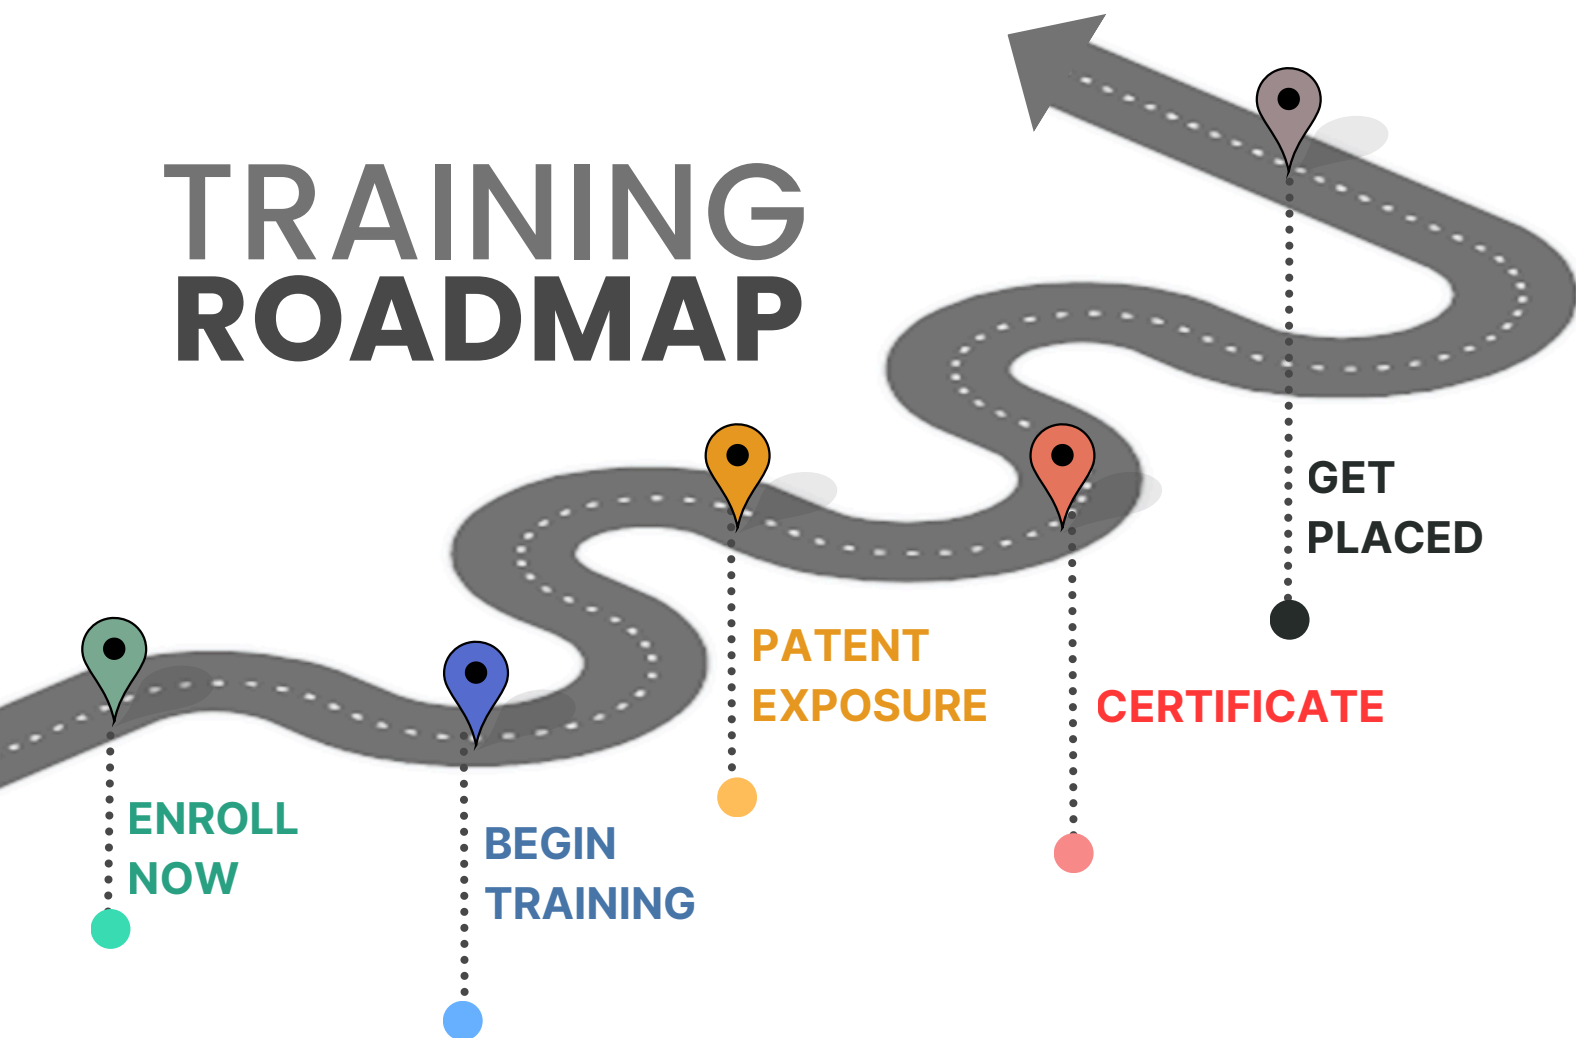 TRAINING
ROADMAP
ENROLL
NOW
BEGIN
TRAINING
PATENT
EXPOSURE
CERTIFICATE
GET
PLACED